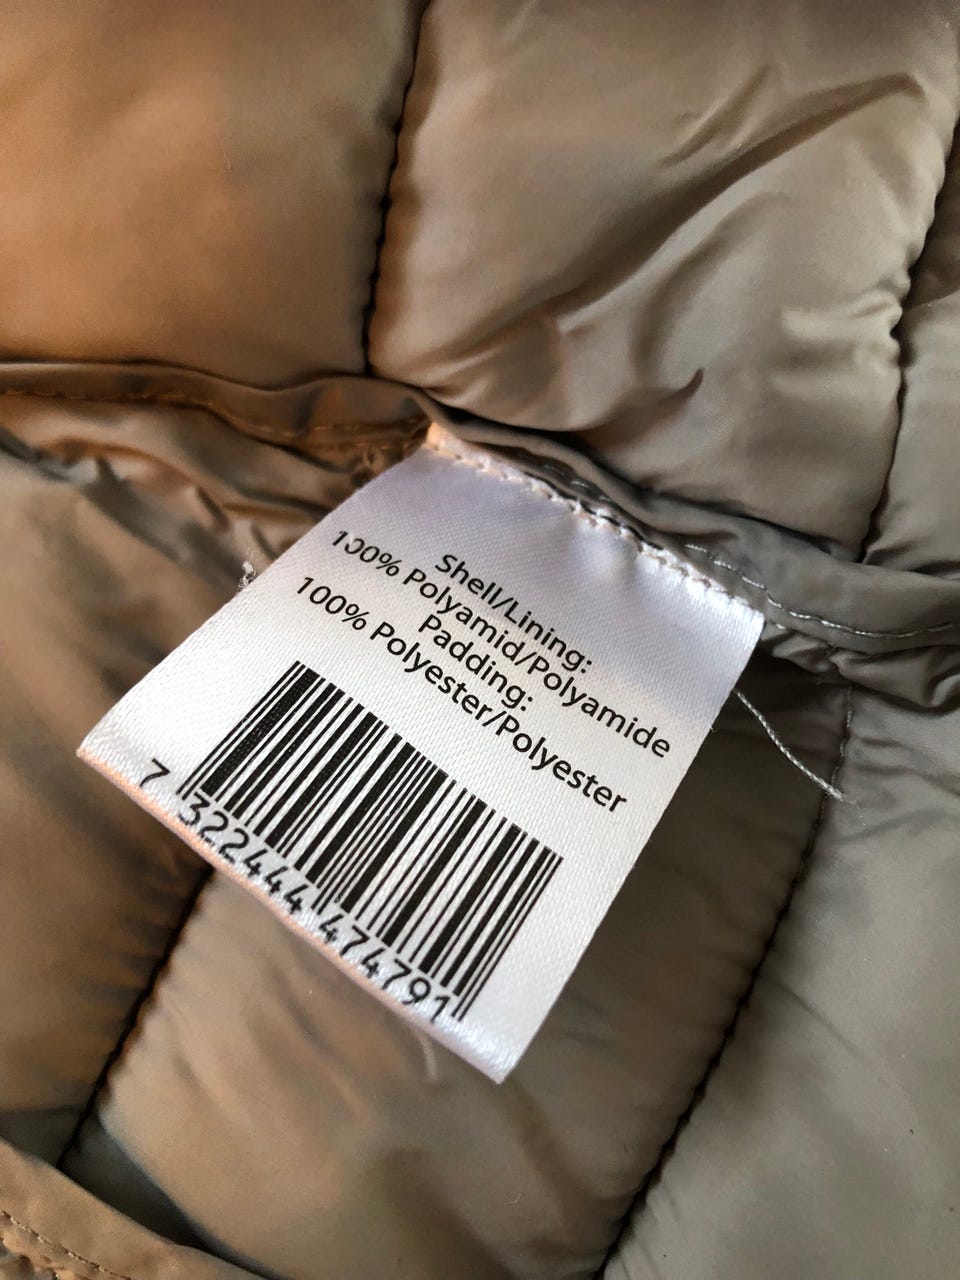 Shell/Lining:
100% Polyamid/Polyamide
Padding:
100% Polyester/Polyester
7 322444 474791